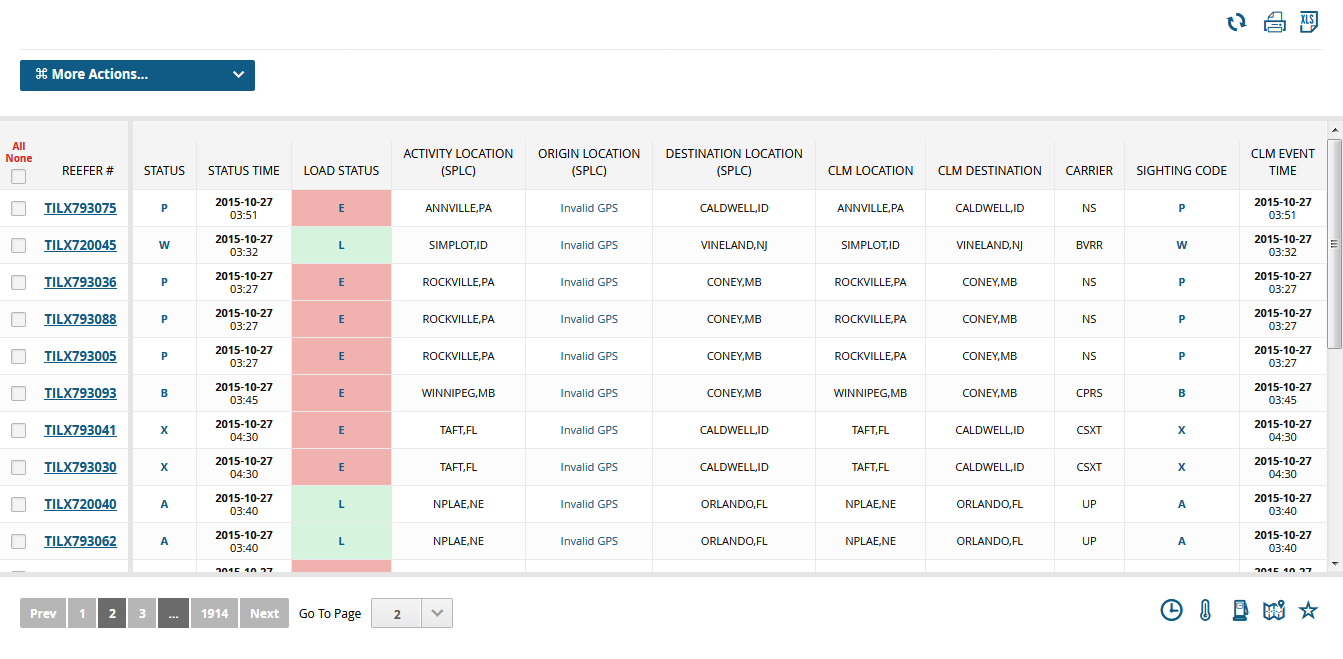 XLS
⌘ More Actions...
All
None
REEFER # STATUS STATUS TIME LOAD STATUS ACTIVITY LOCATION (SPLC) ORIGIN LOCATION (SPLC) DESTINATION LOCATION (SPLC) CLM LOCATION CLM DESTINATION CARRIER SIGHTING CODE CLM EVENT TIME
TILX793075 P 2015-10-27 03:51 E ANNVILLE,PA Invalid GPS CALDWELL,ID ANNVILLE,PA CALDWELL,ID NS P 2015-10-27 03:51
TILX720045 W 2015-10-27 03:32 L SIMPLOT,ID Invalid GPS VINELAND,NJ SIMPLOT,ID VINELAND,NJ BVRR W 2015-10-27 03:32
TILX793036 P 2015-10-27 03:27 E ROCKVILLE,PA Invalid GPS CONEY,MB ROCKVILLE,PA CONEY,MB NS P 2015-10-27 03:27
TILX793088 P 2015-10-27 03:27 E ROCKVILLE,PA Invalid GPS CONEY,MB ROCKVILLE,PA CONEY,MB NS P 2015-10-27 03:27
TILX793005 P 2015-10-27 03:27 E ROCKVILLE,PA Invalid GPS CONEY,MB ROCKVILLE,PA CONEY,MB NS P 2015-10-27 03:27
TILX793093 B 2015-10-27 03:45 E WINNIPEG,MB Invalid GPS CONEY,MB WINNIPEG,MB CONEY,MB CPRS B 2015-10-27 03:45
TILX793041 X 2015-10-27 04:30 E TAFT,FL Invalid GPS CALDWELL,ID TAFT,FL CALDWELL,ID CSXT X 2015-10-27 04:30
TILX793030 X 2015-10-27 04:30 E TAFT,FL Invalid GPS CALDWELL,ID TAFT,FL CALDWELL,ID CSXT X 2015-10-27 04:30
TILX720040 A 2015-10-27 03:40 L NPLAE,NE Invalid GPS ORLANDO,FL NPLAE,NE ORLANDO,FL UP A 2015-10-27 03:40
TILX793062 A 2015-10-27 03:40 L NPLAE,NE Invalid GPS ORLANDO,FL NPLAE,NE ORLANDO,FL UP A 2015-10-27 03:40
2015-10-27 2015-10-27
Prev 1 2 3 ... 1914 Next Go To Page 2